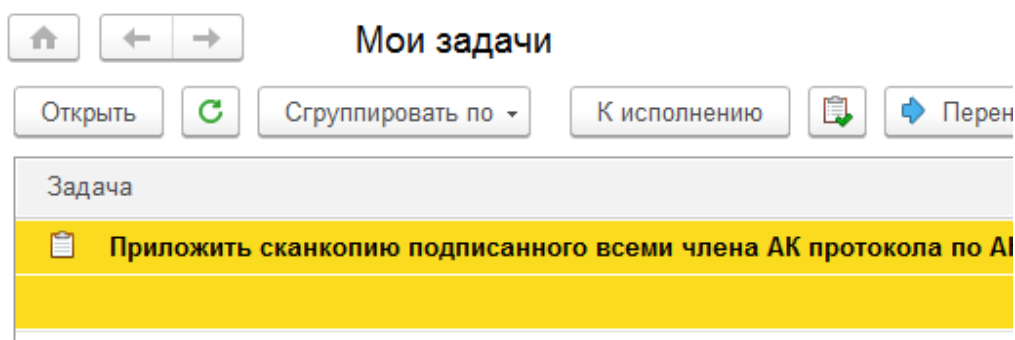 Мои задачи
Открыть Сгруппировать по К исполнению
Задача
Приложить сканкопию подписанного всеми члена АК протокола по